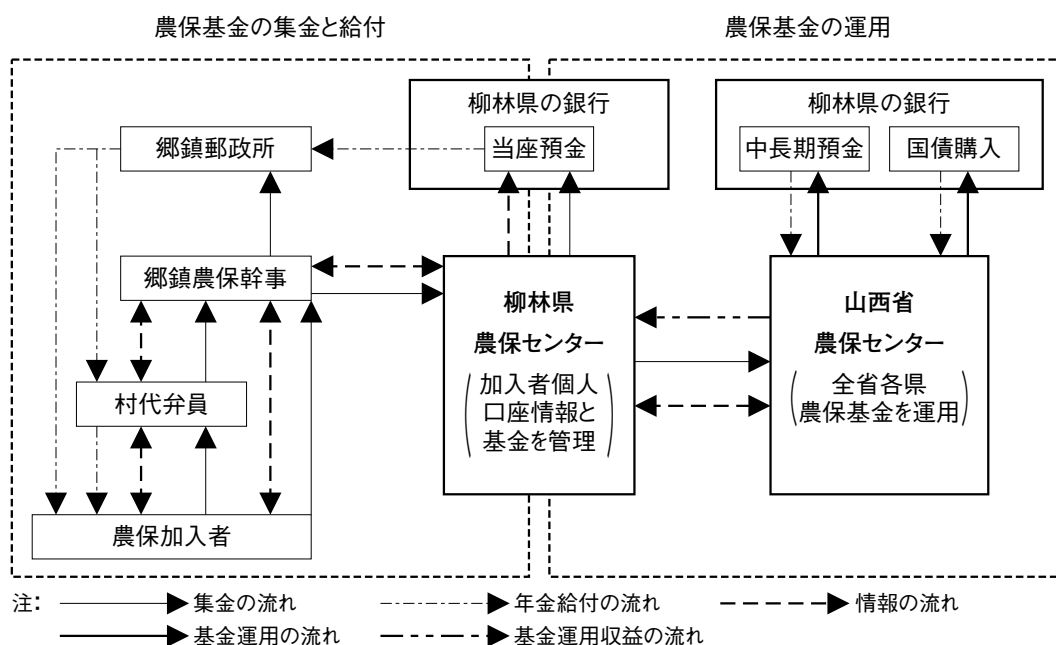 農保基金の集金と給付
農保基金の運用
柳林県の銀行
柳林県の銀行
郷鎮郵政所
当座預金
中長期預金
国債購入
郷鎮農保幹事
柳林県
農保センター
加入者個人
口座情報と
基金を管理
山西省
農保センター
全省各県
農保基金を運用
村代弁員
農保加入者
注：
集金の流れ
年金給付の流れ
情報の流れ
基金運用の流れ
基金運用収益の流れ